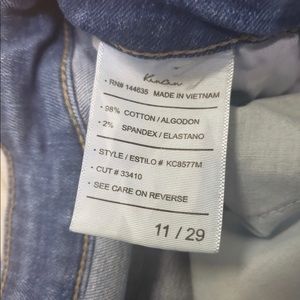 KanCan
• RN# 144635 MADE IN VIETNAM
• 98% COTTON / ALGODON
• 2% SPANDEX / ELASTANO
• STYLE / ESTILO # KC8577M
• CUT # 33410
• SEE CARE ON REVERSE
11 / 29